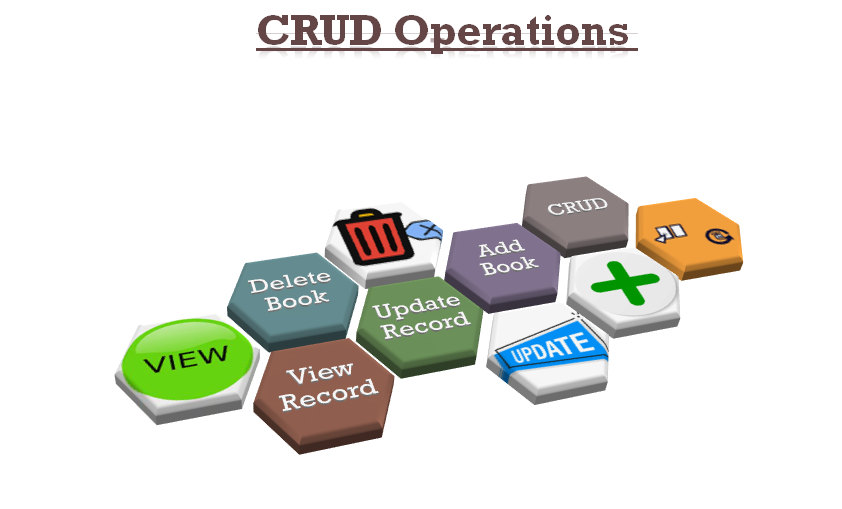 CRUD Operations
CRUD
Add
Book
Delete
Book
Update
Record
UPDATE
VIEW
View
Record